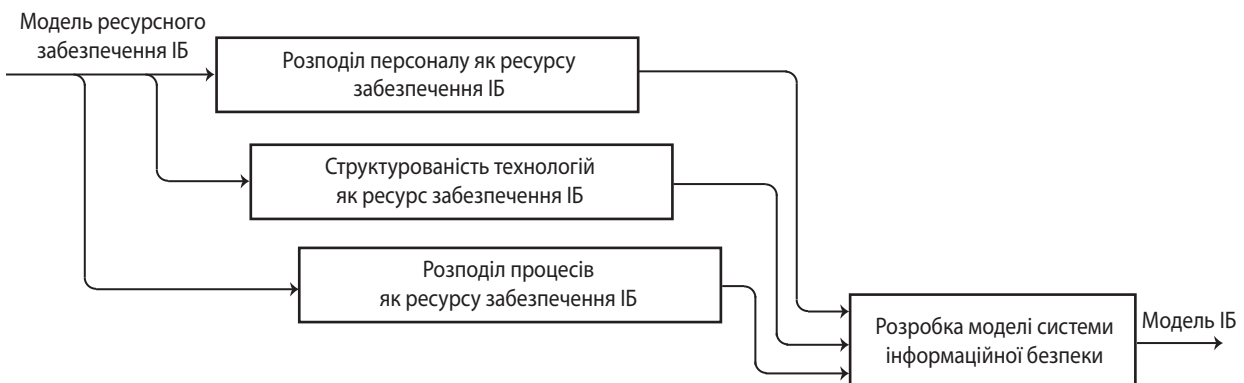 Модель ресурсного
забезпечення ІБ
Розподіл персоналу як ресурсу
забезпечення ІБ
Структурованість технологій
як ресурс забезпечення ІБ
Розподіл процесів
як ресурсу забезпечення ІБ
Розробка моделі системи
інформаційної безпеки
Модель ІБ